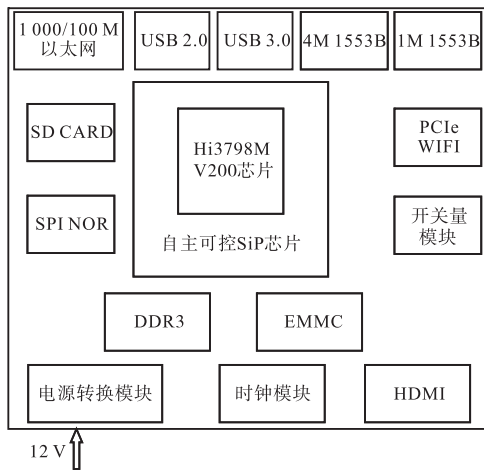 1 000/100 M
以太网
USB 2.0
USB 3.0
4M 1553B
1M 1553B
SD CARD
Hi3798M
V200芯片
PCIe
WIFI
SPI NOR
自主可控SiP芯片
开关量
模块
DDR3
EMMC
电源转换模块
时钟模块
HDMI
12 V